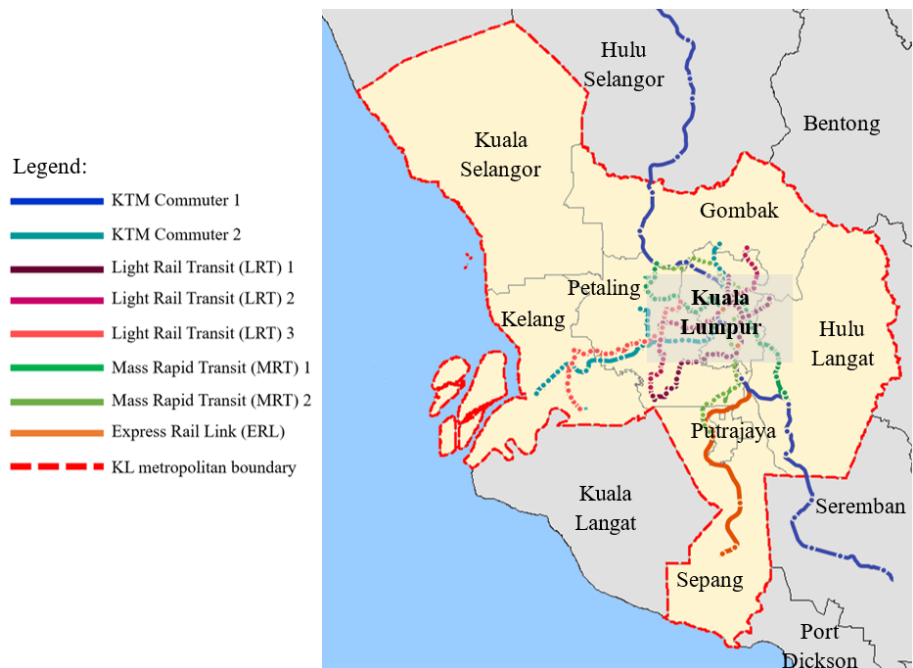 Legend:
KTM Commuter 1
KTM Commuter 2
Light Rail Transit (LRT) 1
Light Rail Transit (LRT) 2
Light Rail Transit (LRT) 3
Mass Rapid Transit (MRT) 1
Mass Rapid Transit (MRT) 2
Express Rail Link (ERL)
KL metropolitan boundary
Hulu
Selangor
Bentong
Kuala
Selangor
Gombak
Petaling
Kuala
Lumpur
Kelang
Hulu
Langat
Putrajaya
Kuala
Langat
Seremban
Sepang
Port
Dickson